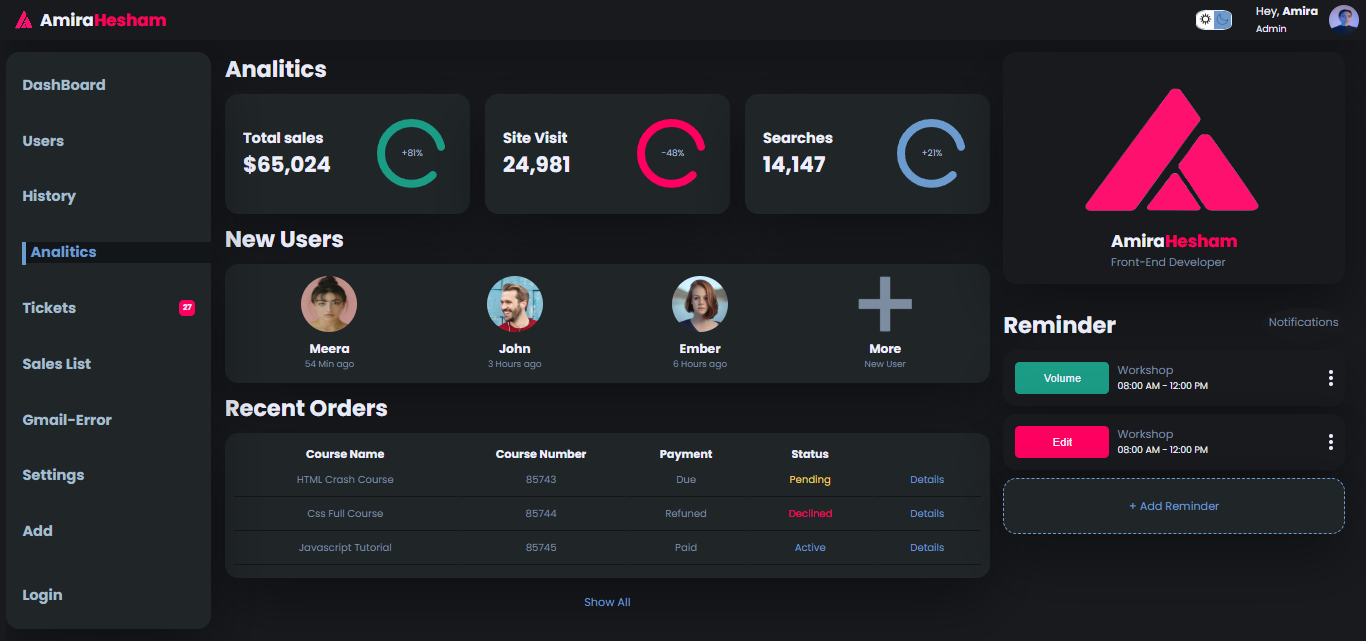 AmiraHesham
Hey, Amira
Admin
DashBoard
Users
History
Analitics
Tickets
27
Sales List
Gmail-Error
Settings
Add
Login
Analitics
Total sales
$65,024
+81%
Site Visit
24,981
-48%
Searches
14,147
+21%
New Users
Meera
54 Min ago
John
3 Hours ago
Ember
6 Hours ago
More
New User
Recent Orders
Course Name Course Number Payment Status
HTML Crash Course 85743 Due Pending Details
Css Full Course 85744 Refuned Declined Details
Javascript Tutorial 85745 Paid Active Details
Show All
AmiraHesham
Front-End Developer
Reminder
Notifications
Volume
Workshop
08:00 AM - 12:00 PM
Edit
Workshop
08:00 AM - 12:00 PM
+ Add Reminder